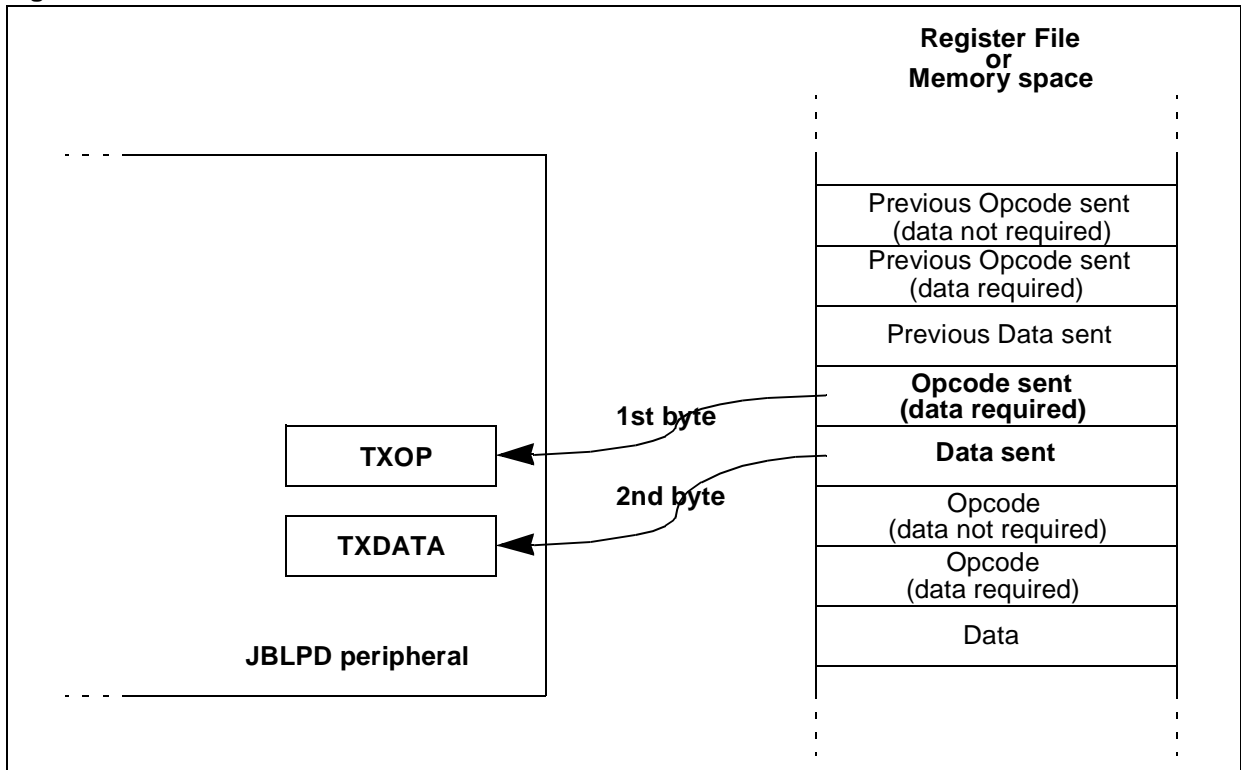 Register File
or
Memory space
Previous Opcode sent
(data not required)
Previous Opcode sent
(data required)
Previous Data sent
Opcode sent
(data required)
1st byte
TXOP
Data sent
2nd byte
TXDATA
Opcode
(data not required)
Opcode
(data required)
Data
JBLPD peripheral